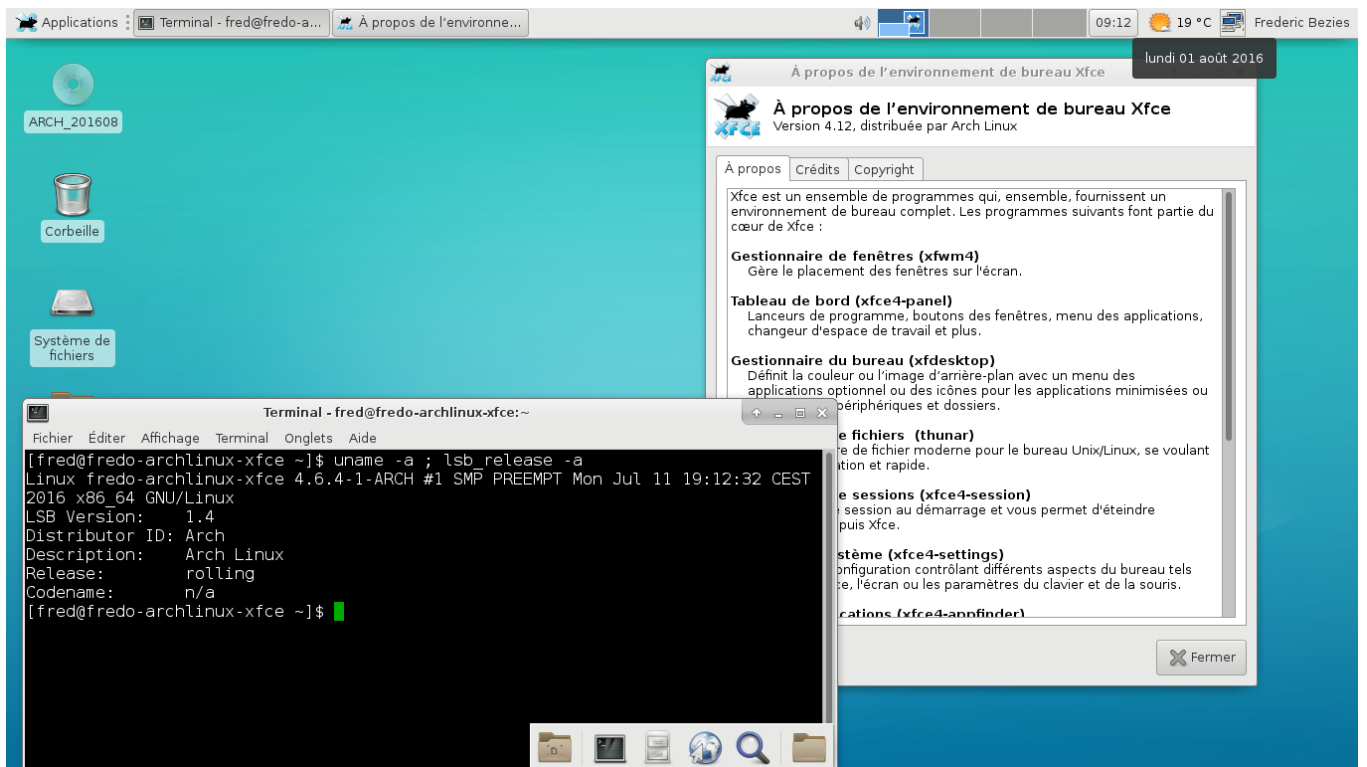 Applications
Terminal - fred@fredo-a...
À propos de l'environne...
09:12
19 °C
Frederic Bezies
lundi 01 août 2016
ARCH_201608
Corbeille
Système de
fichiers
À propos de l'environnement de bureau Xfce
XFCE
À propos de l'environnement de bureau Xfce
Version 4.12, distribuée par Arch Linux
À propos Crédits Copyright
Xfce est un ensemble de programmes qui, ensemble, fournissent un
environnement de bureau complet. Les programmes suivants font partie du
cœur de Xfce :
Gestionnaire de fenêtres (xfwm4)
Gère le placement des fenêtres sur l'écran.
Tableau de bord (xfce4-panel)
Lanceurs de programme, boutons des fenêtres, menu des applications,
changeur d'espace de travail et plus.
Gestionnaire du bureau (xfdesktop)
Définit la couleur ou l'image d'arrière-plan avec un menu des
applications optionnel ou des icônes pour les applications minimisées ou
périphériques et dossiers.
e fichiers (thunar)
re de fichier moderne pour le bureau Unix/Linux, se voulant
ation et rapide.
e sessions (xfce4-session)
session au démarrage et vous permet d'éteindre
puis Xfce.
stème (xfce4-settings)
onfiguration contrôlant différents aspects du bureau tels
ce, l'écran ou les paramètres du clavier et de la souris.
cations (xfce4-appfinder)
Fermer
Terminal - fred@fredo-archlinux-xfce:~
Fichier Éditer Affichage Terminal Onglets Aide
[fred@fredo-archlinux-xfce ~]$ uname -a ; lsb_release -a
Linux fredo-archlinux-xfce 4.6.4-1-ARCH #1 SMP PREEMPT Mon Jul 11 19:12:32 CEST
2016 x86_64 GNU/Linux
LSB Version: 1.4
Distributor ID: Arch
Description: Arch Linux
Release: rolling
Codename: n/a
[fred@fredo-archlinux-xfce ~]$